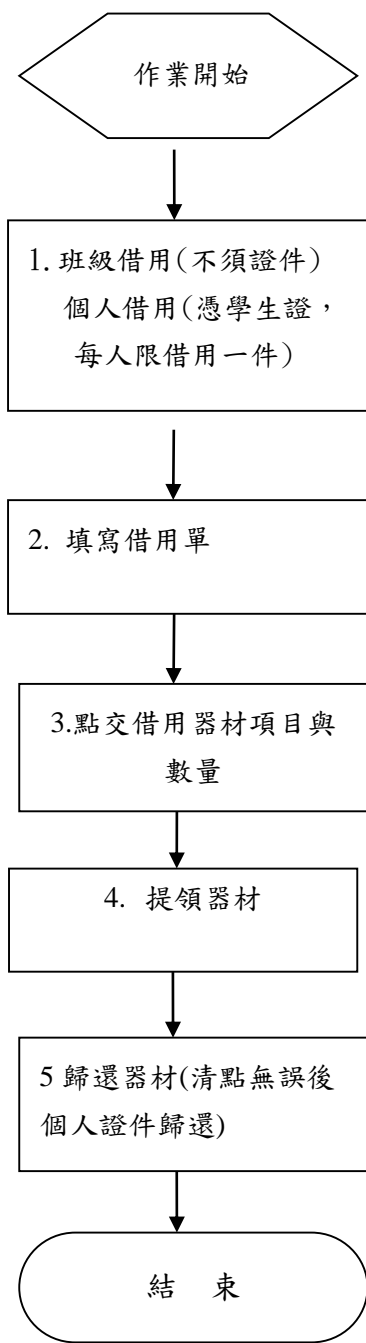 作業開始
1. 班級借用(不須證件)
個人借用(憑學生證，
每人限借用一件)
2. 填寫借用單
3.點交借用器材項目與
數量
4. 提領器材
5 歸還器材(清點無誤後
個人證件歸還)
結 束